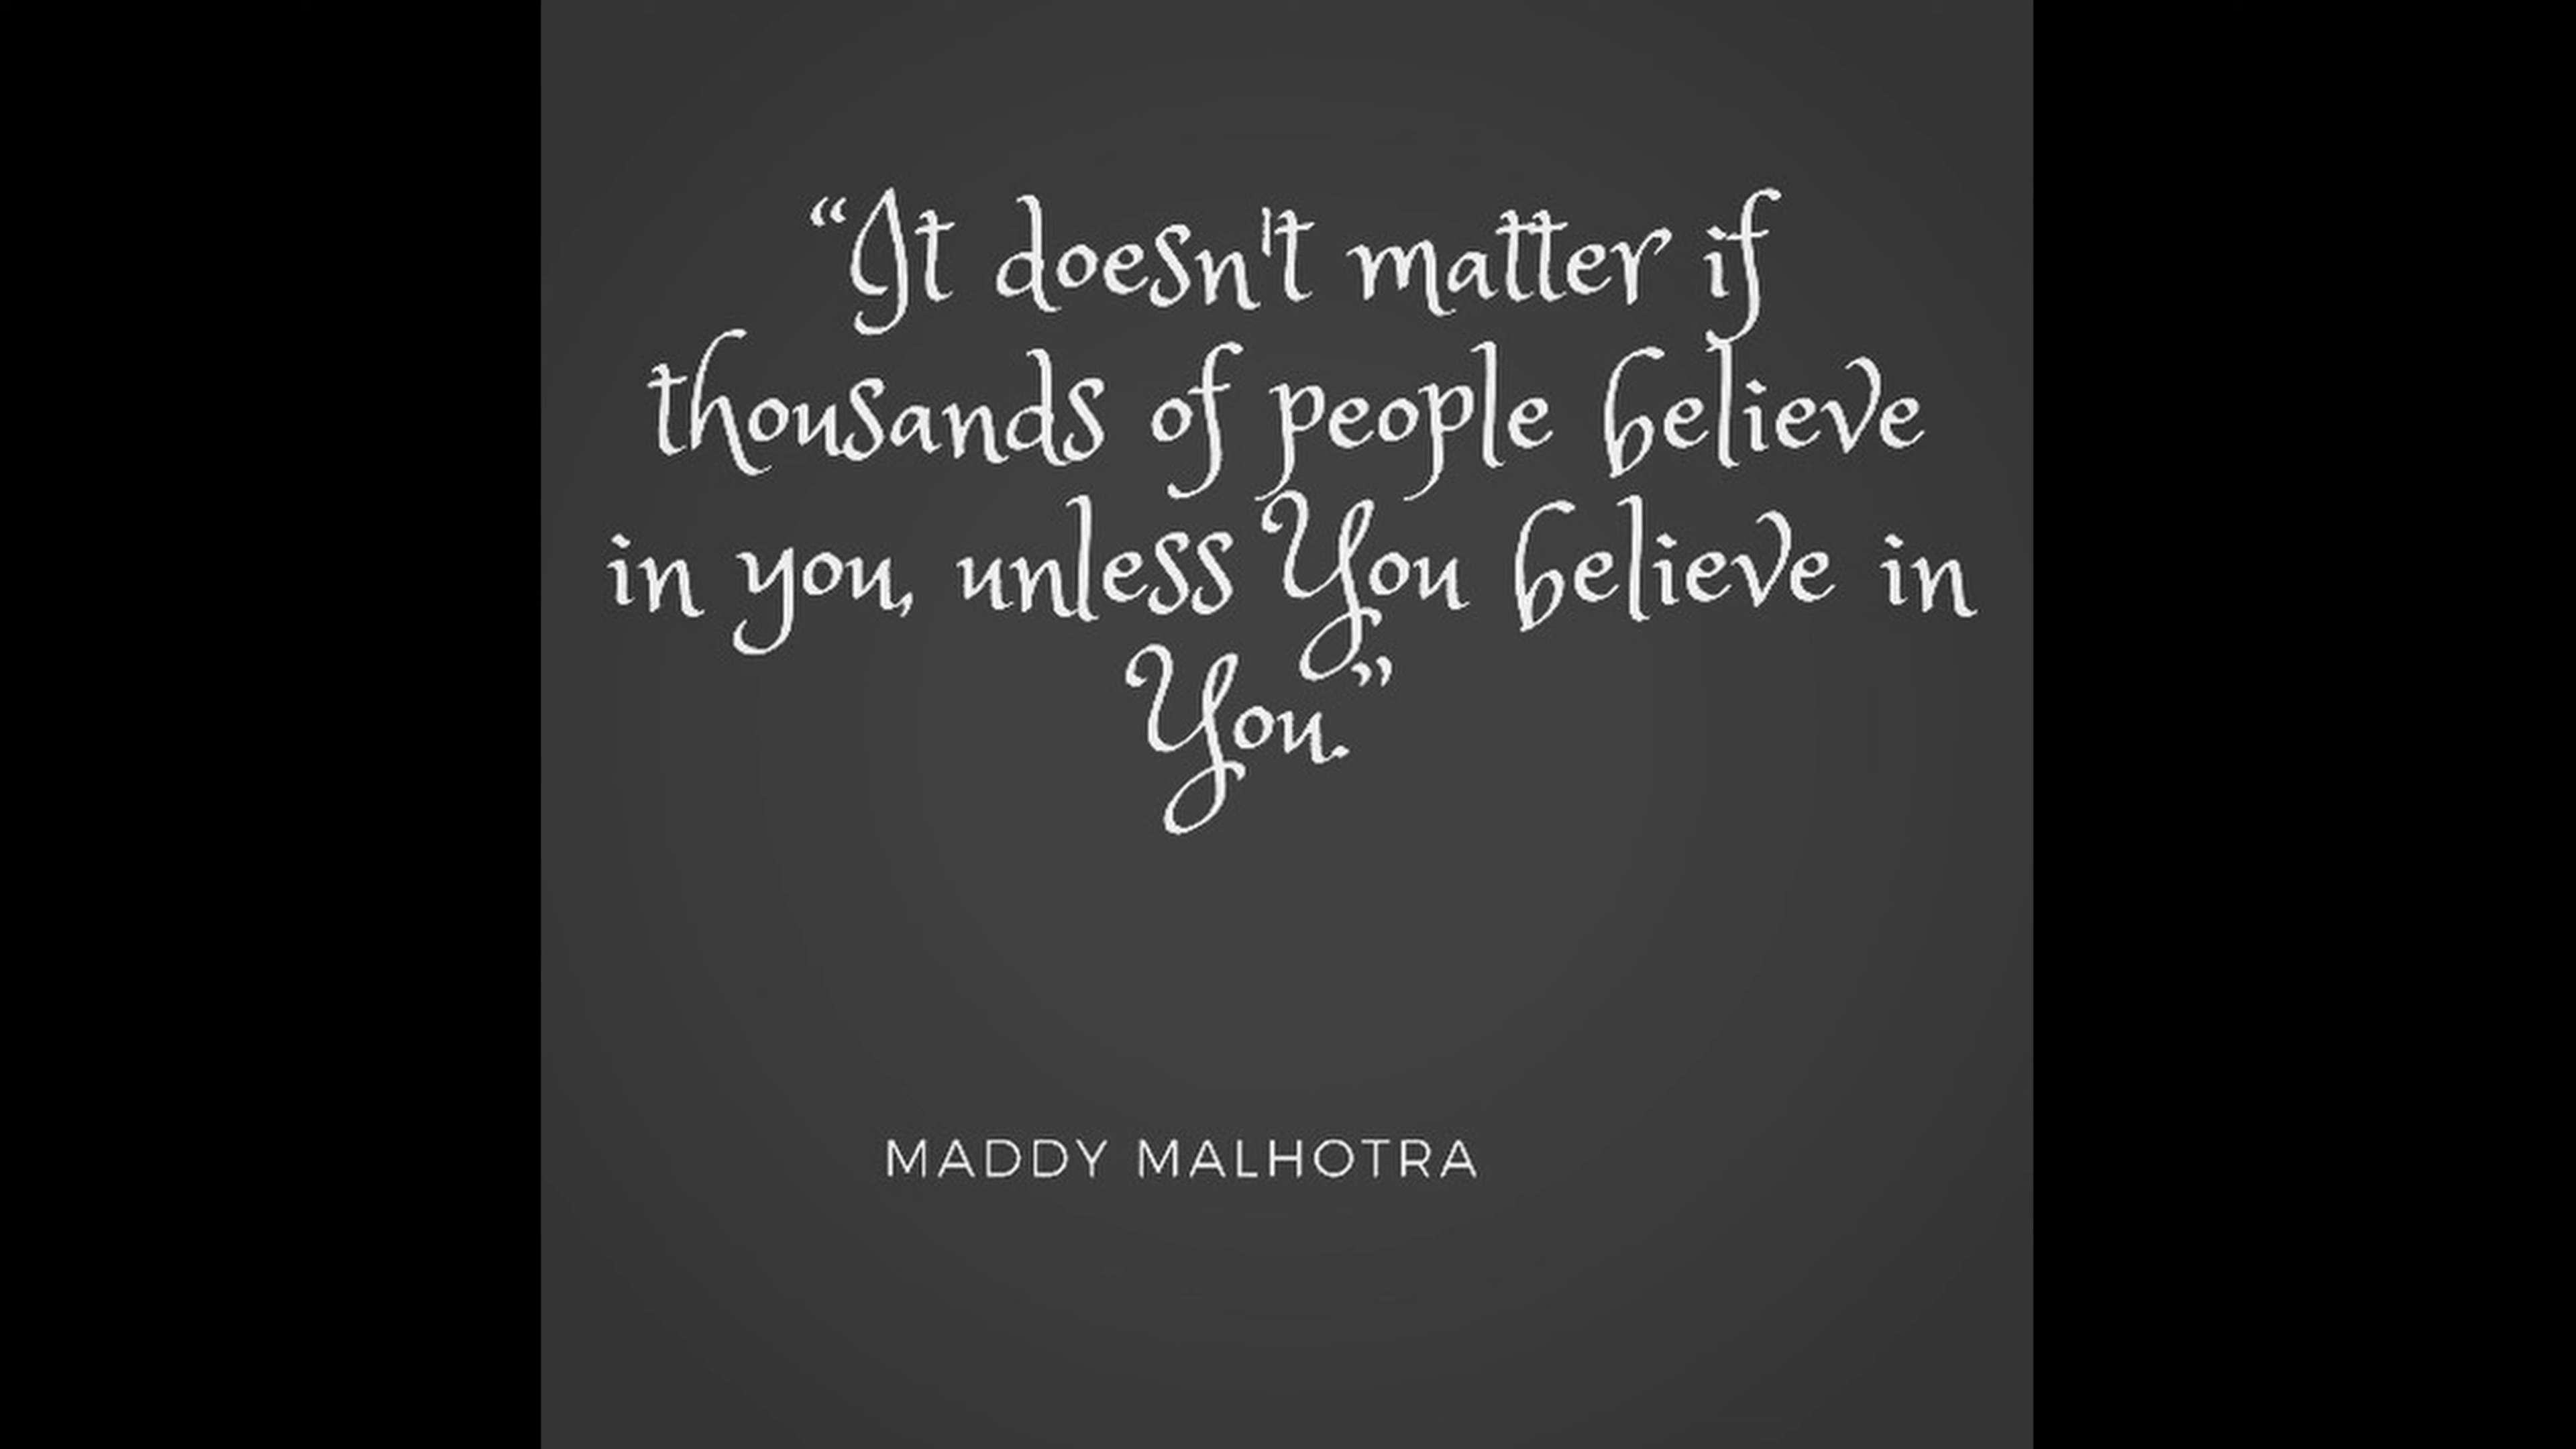 “It doesn't matter if
thousands of people believe
in you, unless You believe in
You.”
MADDY MALHOTRA